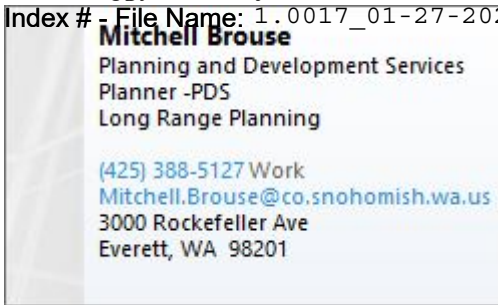 Index # - File Name: 1.0017_01-27-202
Mitchell Brouse
Planning and Development Services
Planner -PDS
Long Range Planning
(425) 388-5127 Work
Mitchell.Brouse@co.snohomish.wa.us
3000 Rockefeller Ave
Everett, WA 98201